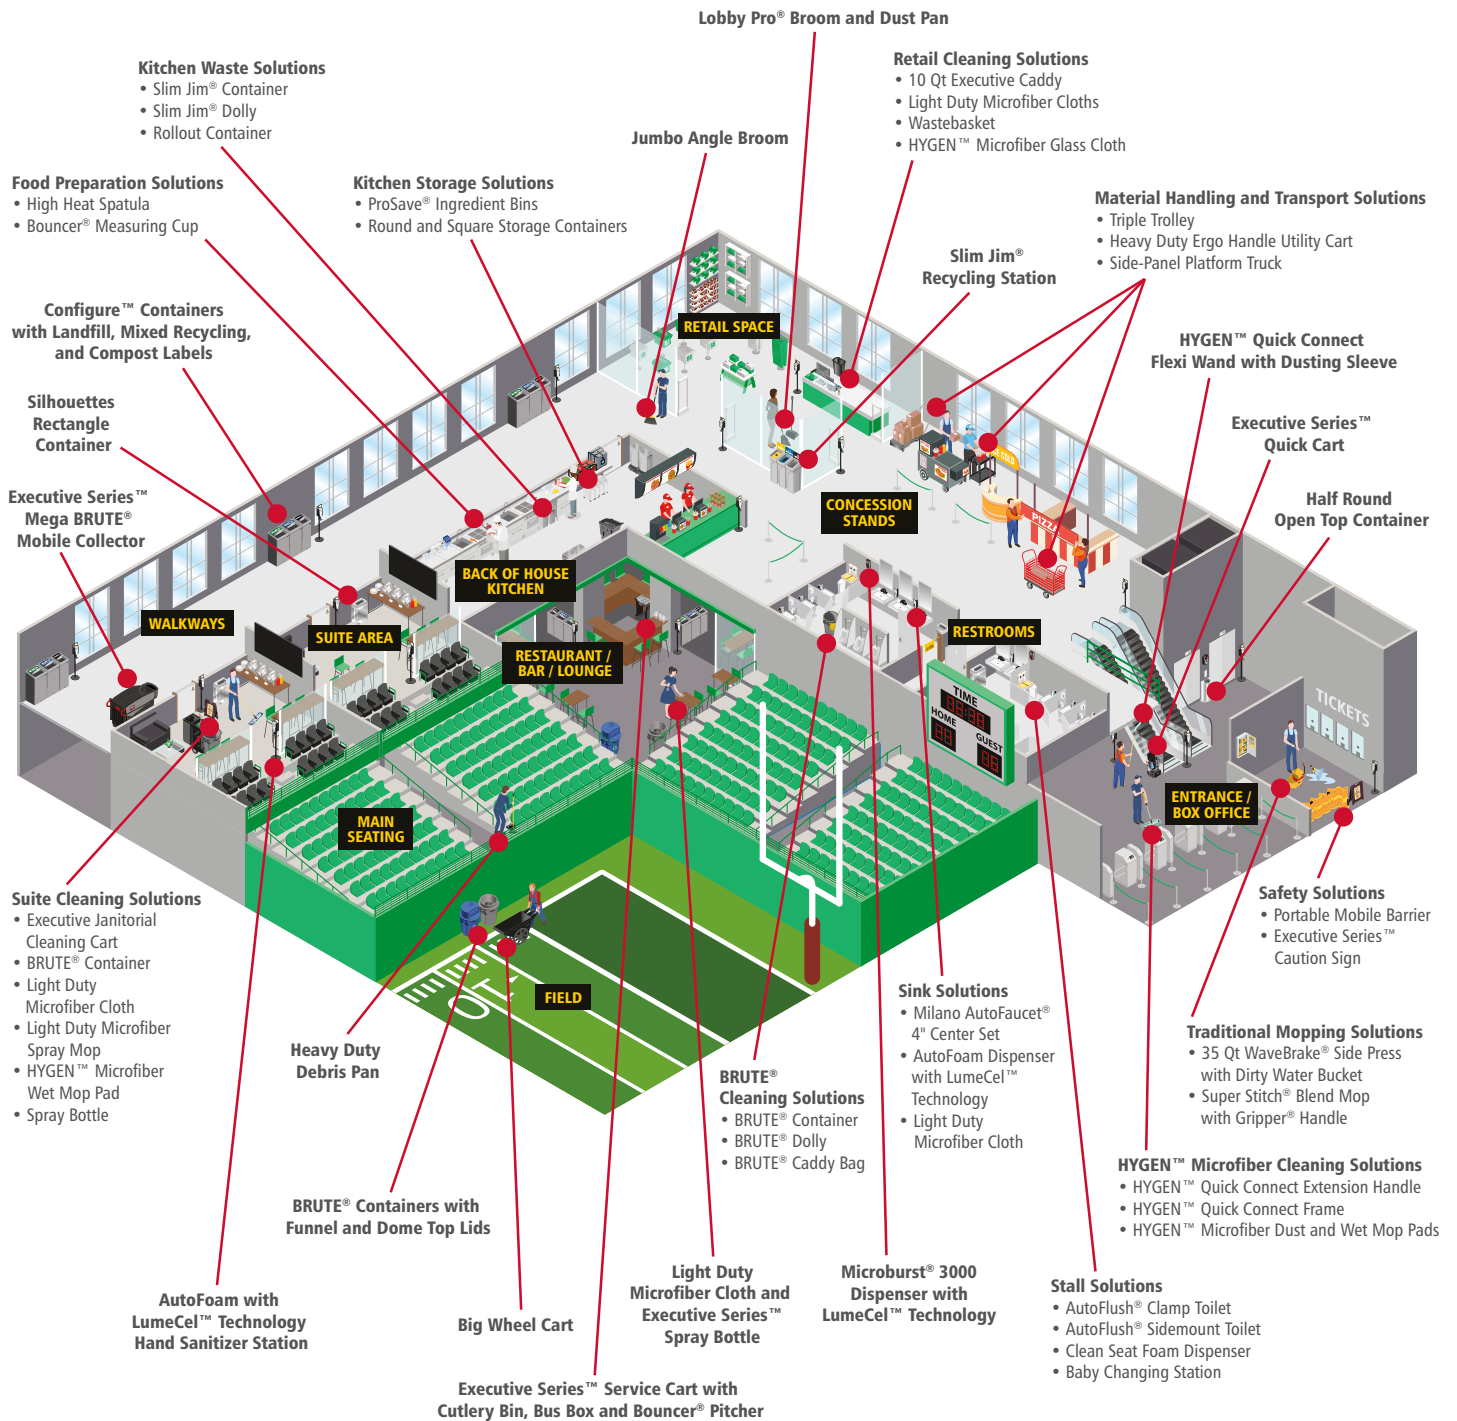 Lobby Pro® Broom and Dust Pan
Retail Cleaning Solutions
• 10 Qt Executive Caddy
• Light Duty Microfiber Cloths
• Wastebasket
• HYGEN™ Microfiber Glass Cloth
Kitchen Waste Solutions
• Slim Jim® Container
• Slim Jim® Dolly
• Rollout Container
Jumbo Angle Broom
Food Preparation Solutions
• High Heat Spatula
• Bouncer® Measuring Cup
Kitchen Storage Solutions
• ProSave® Ingredient Bins
• Round and Square Storage Containers
Material Handling and Transport Solutions
• Triple Trolley
• Heavy Duty Ergo Handle Utility Cart
• Side-Panel Platform Truck
Slim Jim®
Recycling Station
Configure™ Containers
with Landfill, Mixed Recycling,
and Compost Labels
HYGEN™ Quick Connect
Flexi Wand with Dusting Sleeve
Silhouettes
Rectangle
Container
Executive Series™
Quick Cart
Executive Series™
Mega BRUTE®
Mobile Collector
Half Round
Open Top Container
RETAIL SPACE
CONCESSION
STANDS
COLD
PIZZA
BACK OF HOUSE
KITCHEN
WALKWAYS
SUITE AREA
RESTAURANT /
BAR / LOUNGE
RESTROOMS
TIME
HOME
GUEST
TICKETS
MAIN
SEATING
ENTRANCE /
BOX OFFICE
FIELD
Suite Cleaning Solutions
• Executive Janitorial
Cleaning Cart
• BRUTE® Container
• Light Duty
Microfiber Cloth
• Light Duty Microfiber
Spray Mop
• HYGEN™ Microfiber
Wet Mop Pad
• Spray Bottle
Safety Solutions
• Portable Mobile Barrier
• Executive Series™
Caution Sign
Sink Solutions
• Milano AutoFaucet®
4" Center Set
• AutoFoam Dispenser
with LumeCel™
Technology
• Light Duty
Microfiber Cloth
Traditional Mopping Solutions
• 35 Qt WaveBrake® Side Press
with Dirty Water Bucket
• Super Stitch® Blend Mop
with Gripper® Handle
Heavy Duty
Debris Pan
BRUTE®
Cleaning Solutions
• BRUTE® Container
• BRUTE® Dolly
• BRUTE® Caddy Bag
HYGEN™ Microfiber Cleaning Solutions
• HYGEN™ Quick Connect Extension Handle
• HYGEN™ Quick Connect Frame
• HYGEN™ Microfiber Dust and Wet Mop Pads
BRUTE® Containers with
Funnel and Dome Top Lids
AutoFoam with
LumeCel™ Technology
Hand Sanitizer Station
Big Wheel Cart
Light Duty
Microfiber Cloth and
Executive Series™
Spray Bottle
Microburst® 3000
Dispenser with
LumeCel™ Technology
Stall Solutions
• AutoFlush® Clamp Toilet
• AutoFlush® Sidemount Toilet
• Clean Seat Foam Dispenser
• Baby Changing Station
Executive Series™ Service Cart with
Cutlery Bin, Bus Box and Bouncer® Pitcher